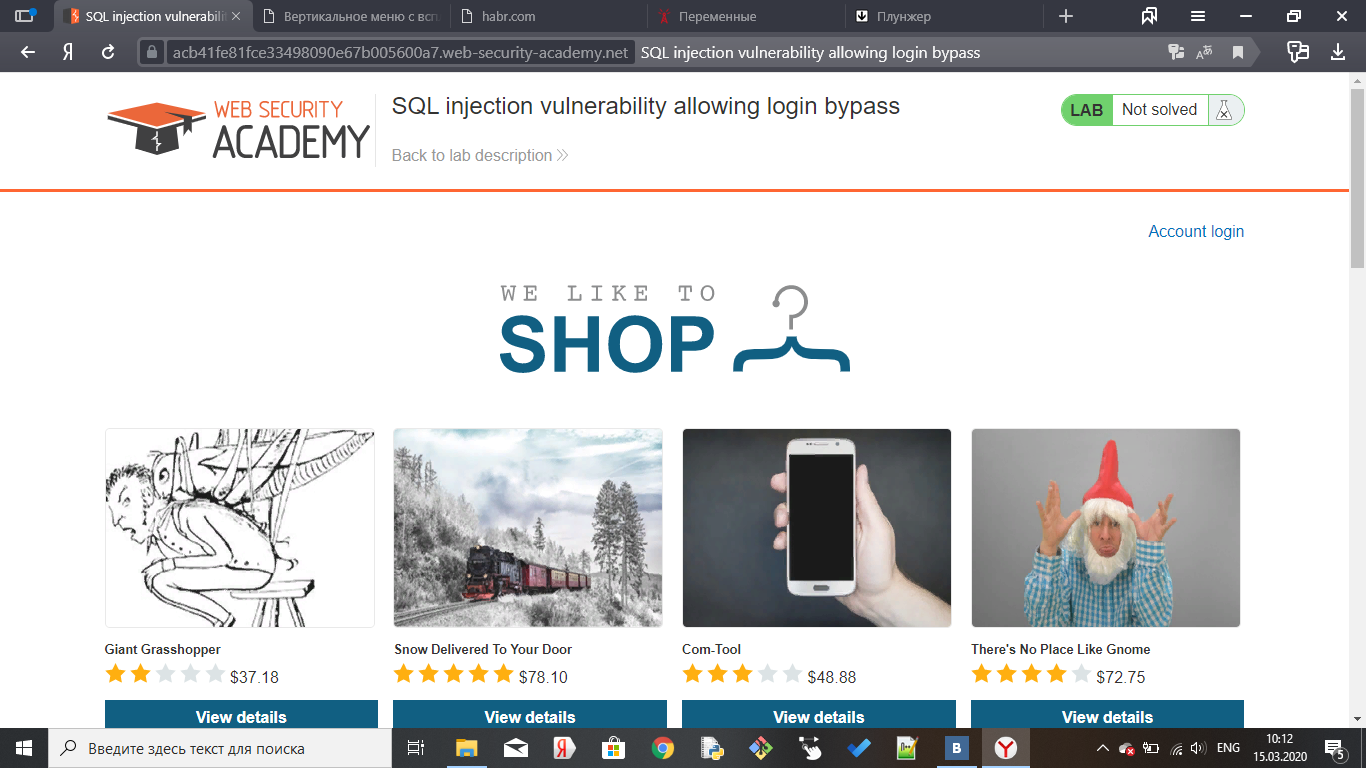 SQL injection vulnerabili
Вертикальное меню с всп
habr.com
Переменные
Плунжер
acb41fe81fce33498090e67b005600a7.web-security-academy.net SQL injection vulnerability allowing login bypass
WEB SECURITY
ACADEMY
SQL injection vulnerability allowing login bypass
Back to lab description
LAB Not solved
Account login
WE LIKE TO
SHOP
Giant Grasshopper
$37.18
View details
Snow Delivered To Your Door
$78.10
View details
Com-Tool
$48.88
View details
There's No Place Like Gnome
$72.75
View details
Введите здесь текст для поиска
ENG
10:12
15.03.2020
5